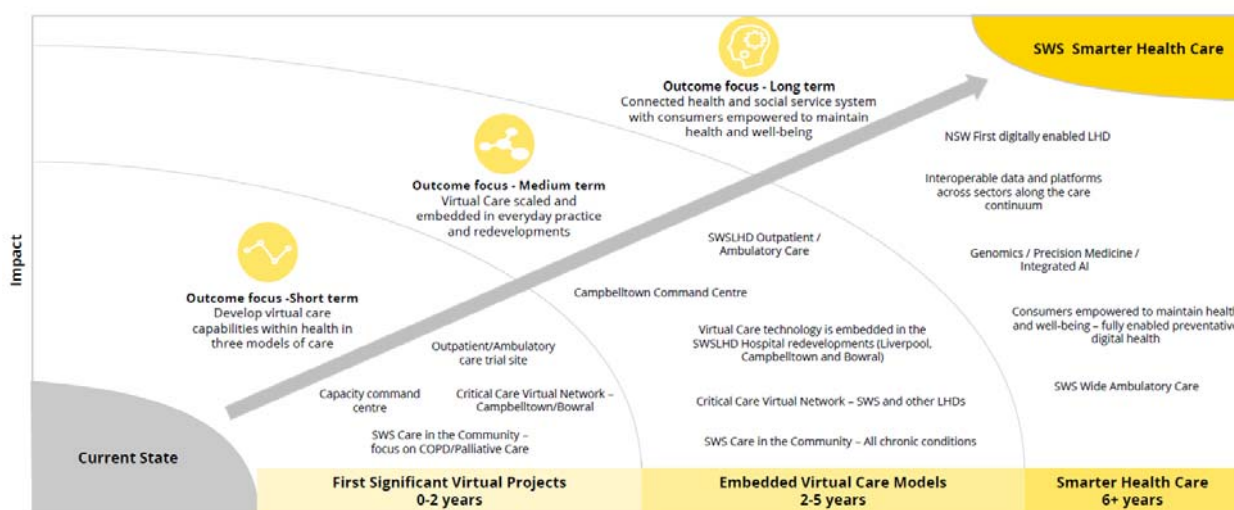 SWS Smarter Health Care
Outcome focus - Long term
Connected health and social service system
with consumers empowered to maintain
health and well-being
NSW First digitally enabled LHD
Outcome focus - Medium term
Virtual Care scaled and
embedded in everyday practice
and redevelopments
Interoperable data and platforms
across sectors along the care
continuum
SWSLHD Outpatient /
Ambulatory Care
Genomics / Precision Medicine /
Integrated AI
Impact
Outcome focus -Short term
Develop virtual care
capabilities within health in
three models of care
Campbelltown Command Centre
Consumers empowered to maintain health
and well-being – fully enabled preventative
digital health
Virtual Care technology is embedded in the
SWSLHD Hospital redevelopments (Liverpool,
Campbelltown and Bowral)
Outpatient/Ambulatory
care trial site
Capacity command
centre
Critical Care Virtual Network –
Campbelltown/Bowral
Critical Care Virtual Network – SWS and other LHDs
SWS Wide Ambulatory Care
SWS Care in the Community –
focus on COPD/Palliative Care
SWS Care in the Community – All chronic conditions
Current State
First Significant Virtual Projects
0-2 years
Embedded Virtual Care Models
2-5 years
Smarter Health Care
6+ years